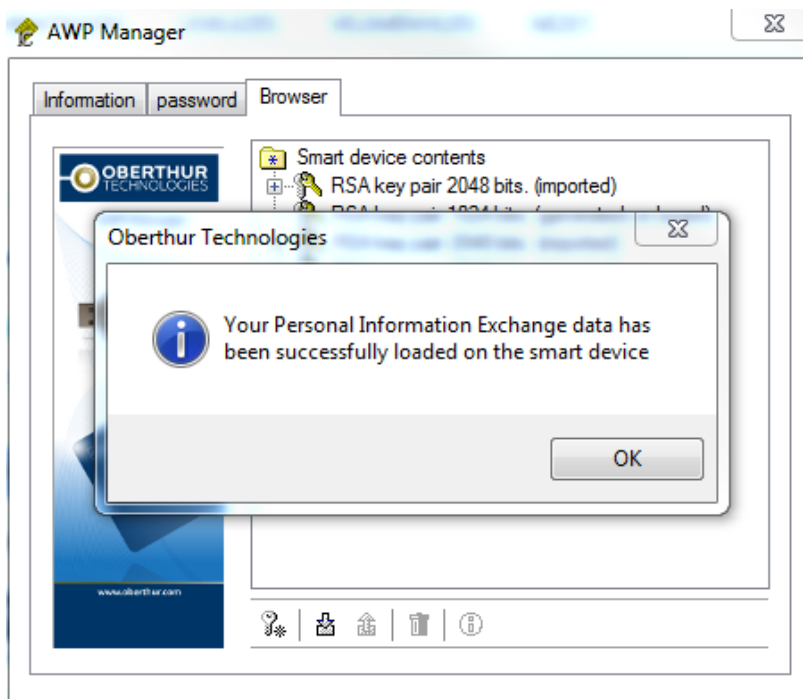 AWP Manager
Information
password
Browser
OBERTHUR
TECHNOLOGIES
Smart device contents
RSA key pair 2048 bits. (imported)
Oberthur Technologies
Your Personal Information Exchange data has
been successfully loaded on the smart device
OK
www.oberthur.com